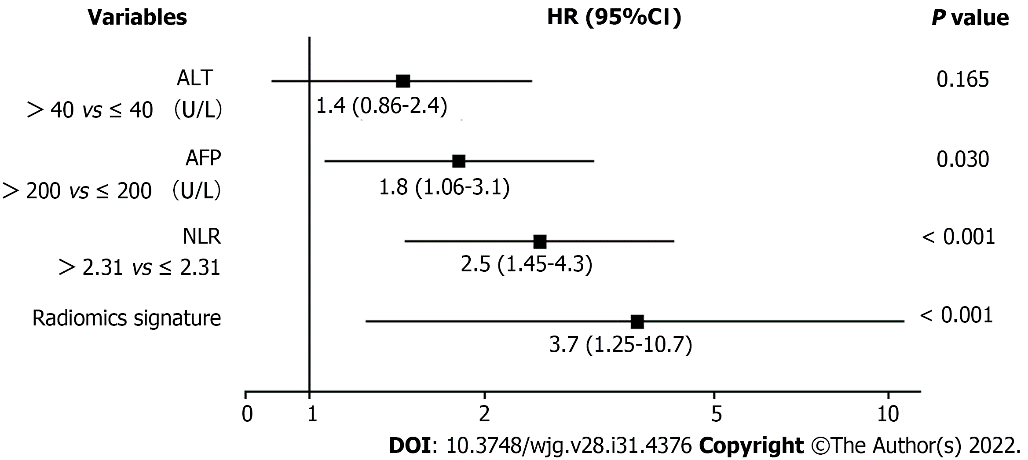 Variables HR (95%CI) P value
ALT 0.165
> 40 vs ≤ 40 (U/L) 1.4 (0.86-2.4)
AFP 0.030
> 200 vs ≤ 200 (U/L) 1.8 (1.06-3.1)
NLR < 0.001
> 2.31 vs ≤ 2.31 2.5 (1.45-4.3)
Radiomics signature < 0.001
3.7 (1.25-10.7)
0 1 2 5 10
DOI: 10.3748/wjg.v28.i31.4376 Copyright ©The Author(s) 2022.